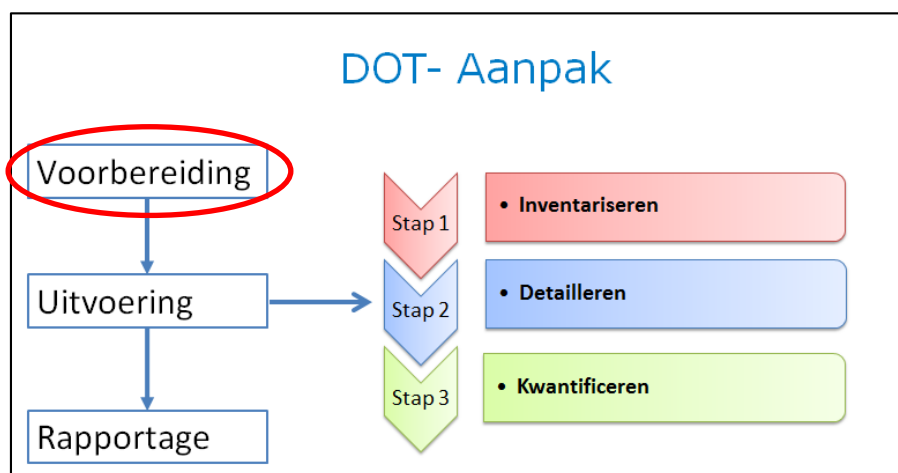 DOT- Aanpak
Voorbereiding
Uitvoering
Rapportage
Stap 1
• Inventariseren
Stap 2
• Detailleren
Stap 3
• Kwantificeren